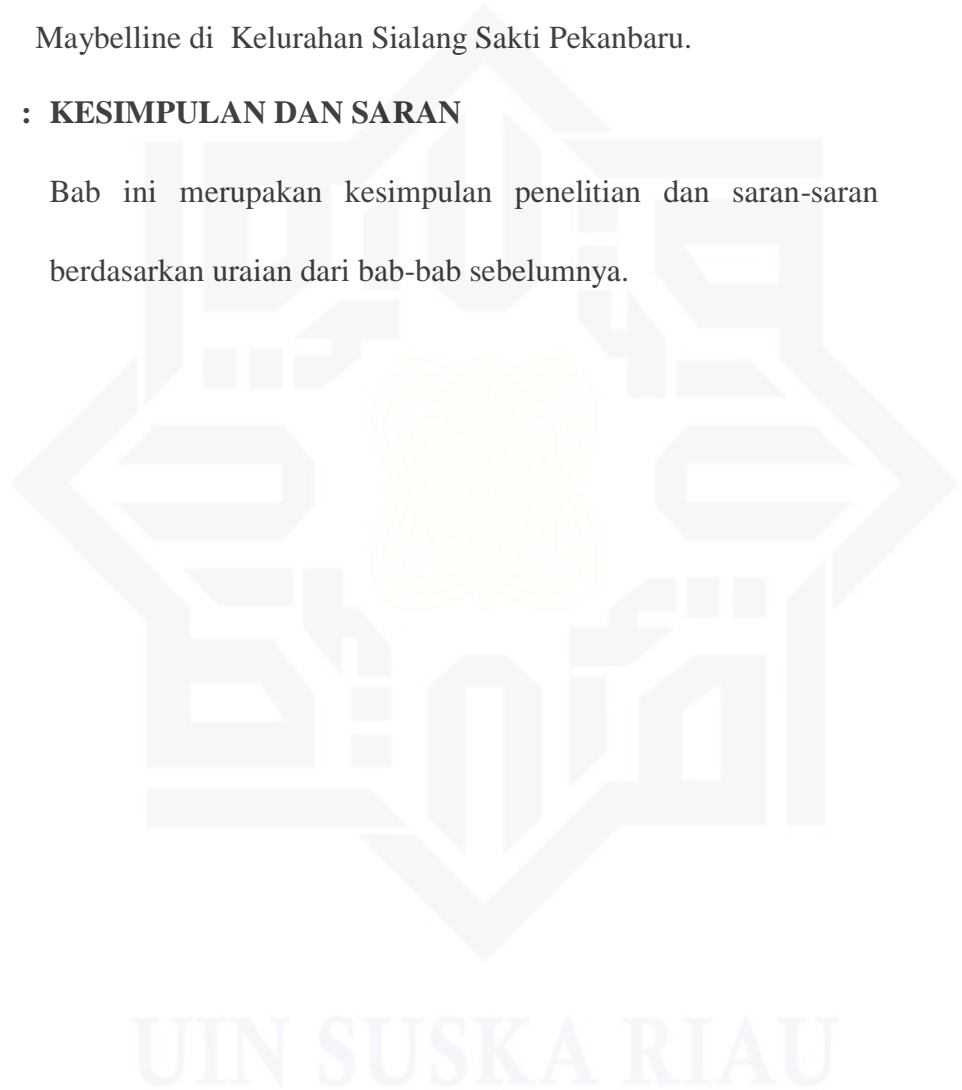 Maybelline di Kelurahan Sialang Sakti Pekanbaru.
: KESIMPULAN DAN SARAN
Bab ini merupakan kesimpulan penelitian dan saran-saran
berdasarkan uraian dari bab-bab sebelumnya.
UIN SUSKA RIAU